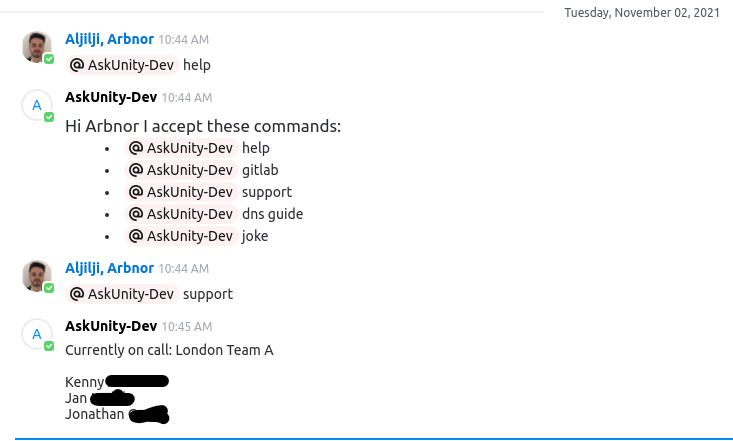 Tuesday, November 02, 2021
Aljilji, Arbnor 10:44 AM
@ AskUnity-Dev help
A
AskUnity-Dev 10:44 AM
Hi Arbnor I accept these commands:
• @ AskUnity-Dev help
• @ AskUnity-Dev gitlab
• @ AskUnity-Dev support
• @ AskUnity-Dev dns guide
• @ AskUnity-Dev joke
Aljilji, Arbnor 10:44 AM
@ AskUnity-Dev support
A
AskUnity-Dev 10:45 AM
Currently on call: London Team A
Kenny
Jan
Jonathan